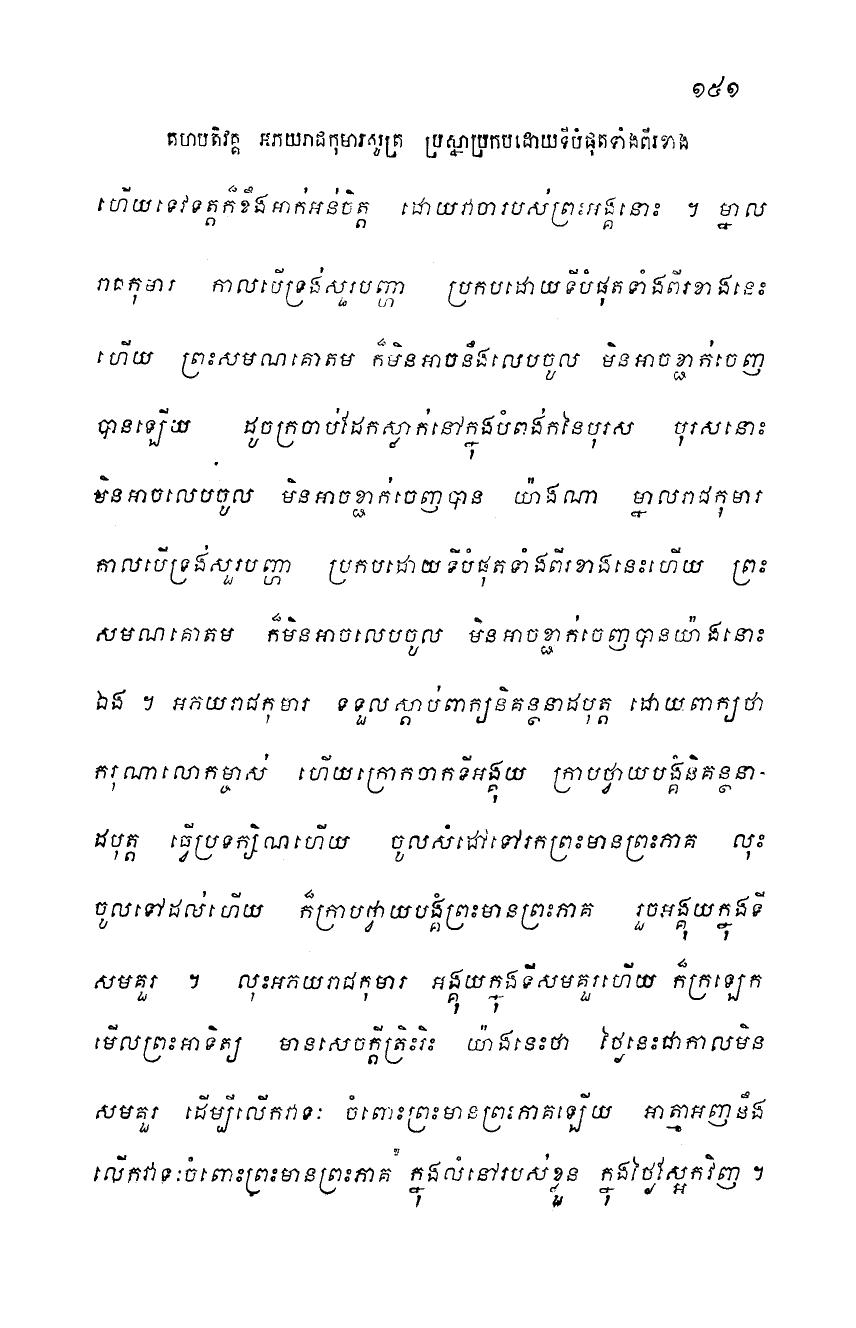 ១៥១
គហបតិវគ្គ អភយរាជកុមារសូត្រ ប្រស្នាប្រកបដោយទីបំផុតទាំងពីរខាង
ហើយទេវទត្តក៏ខឹងអាក់អន់ចិត្ត ដោយវាចារបស់ព្រះអង្គនោះ ។ ម្នាល
រាជកុមារ កាលបើទ្រង់សួរបញ្ហា ប្រកបដោយទីបំផុតទាំងពីរខាងនេះ
ហើយ ព្រះសមណគោតម ក៏មិនអាចនឹងលេបចូល មិនអាចខ្ជាក់ចេញ
បានឡើយ ដូចក្រចាប់ដែកស្ទាក់នៅក្នុងបំពង់កនៃបុរស បុរសនោះ
មិនអាចលេបចូល មិនអាចខ្ជាក់ចេញបាន យ៉ាងណា ម្នាលរាជកុមារ
កាលបើទ្រង់សួរបញ្ហា ប្រកបដោយទីបំផុតទាំងពីរខាងនេះហើយ ព្រះ
សមណគោតម ក៏មិនអាចលេបចូល មិនអាចខ្ជាក់ចេញបានយ៉ាងនោះ
ឯង ។ អភយរាជកុមារ ទទួលស្តាប់ពាក្យនិគន្ថនាដបុត្ត ដោយពាក្យថា
ករុណាលោកម្ចាស់ ហើយក្រោកចាកទីអង្គុយ ក្រាបថ្វាយបង្គំនិគន្ថនា-
ដបុត្ត ធ្វើប្រទក្សិណហើយ ចូលសំដៅទៅរកព្រះមានព្រះភាគ លុះ
ចូលទៅដល់ហើយ ក៏ក្រាបថ្វាយបង្គំព្រះមានព្រះភាគ រួចអង្គុយក្នុងទី
សមគួរ ។ លុះអភយរាជកុមារ អង្គុយក្នុងទីសមគួរហើយ ក៏ក្រឡេក
មើលព្រះអាទិត្យ មានសេចក្តីត្រិះរិះ យ៉ាងនេះថា ថ្ងៃនេះជាកាលមិន
សមគួរ ដើម្បីលើកវាទៈ ចំពោះព្រះមានព្រះភាគឡើយ អាត្មាអញនឹង
លើកវាទៈចំពោះព្រះមានព្រះភាគ ក្នុងលំនៅរបស់ខ្លួន ក្នុងថ្ងៃស្អែកវិញ ។